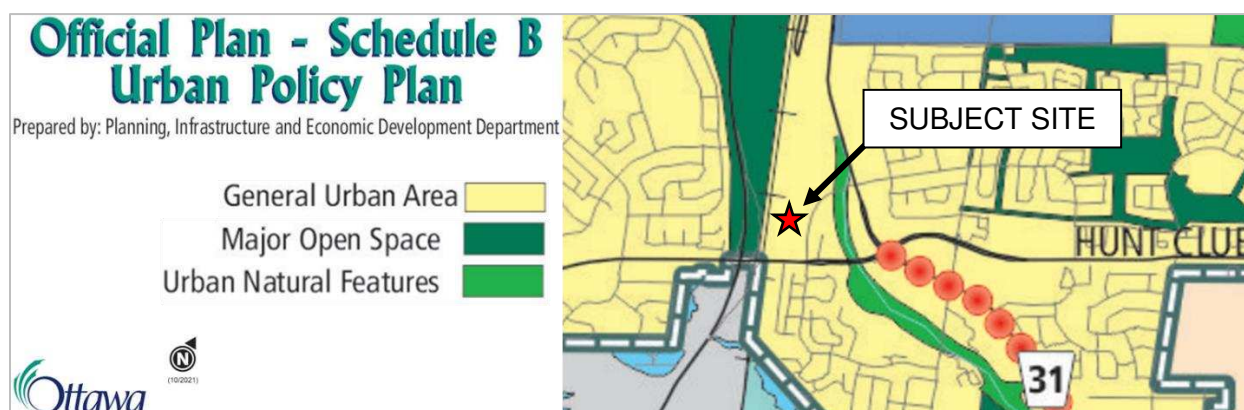 Official Plan - Schedule B
Urban Policy Plan
Prepared by: Planning, Infrastructure and Economic Development Department
General Urban Area
Major Open Space
Urban Natural Features
N
(10/2021)
Ottawa
SUBJECT SITE
HUNT CLUB
31